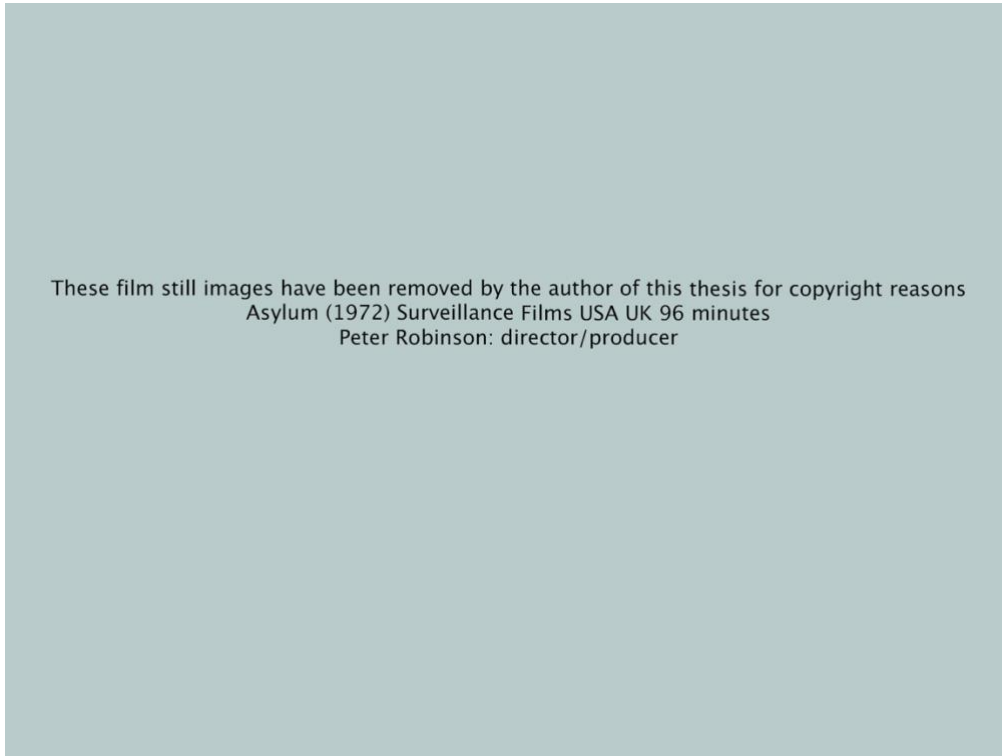 These film still images have been removed by the author of this thesis for copyright reasons
Asylum (1972) Surveillance Films USA UK 96 minutes
Peter Robinson: director/producer